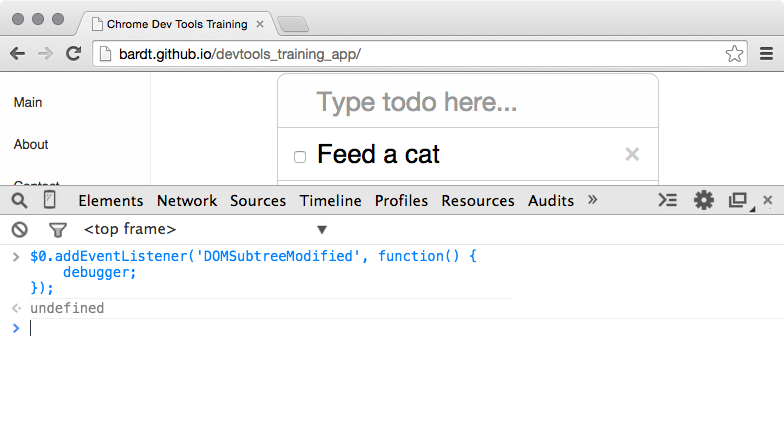 Chrome Dev Tools Training
bardt.github.io/devtools_training_app/
Main
Type todo here...
Feed a cat
About
Contact
Elements Network Sources Timeline Profiles Resources Audits »
<top frame>
$0.addEventListener('DOMSubtreeModified', function() {
    debugger;
});
undefined